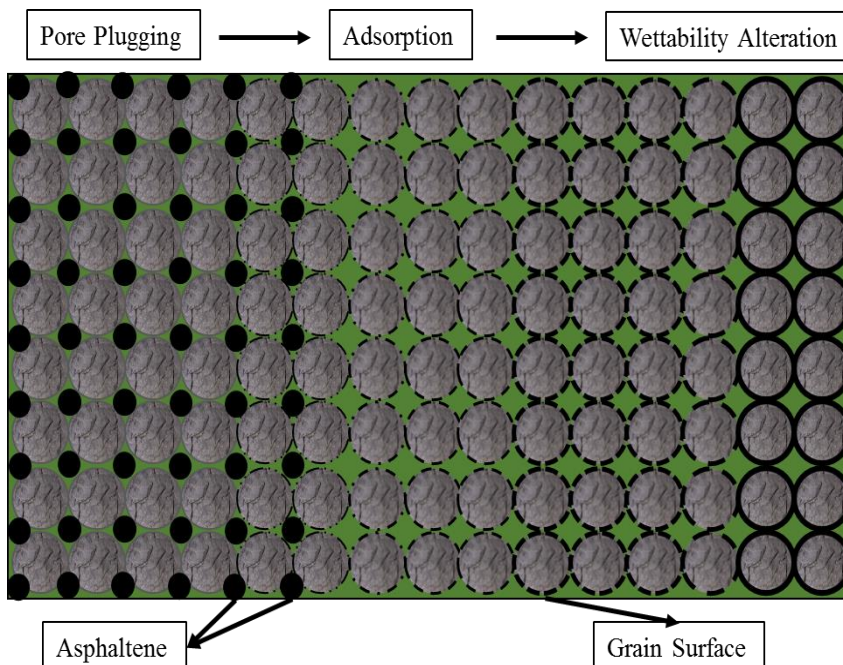 Pore Plugging
Adsorption
Wettability Alteration
Asphaltene
Grain Surface